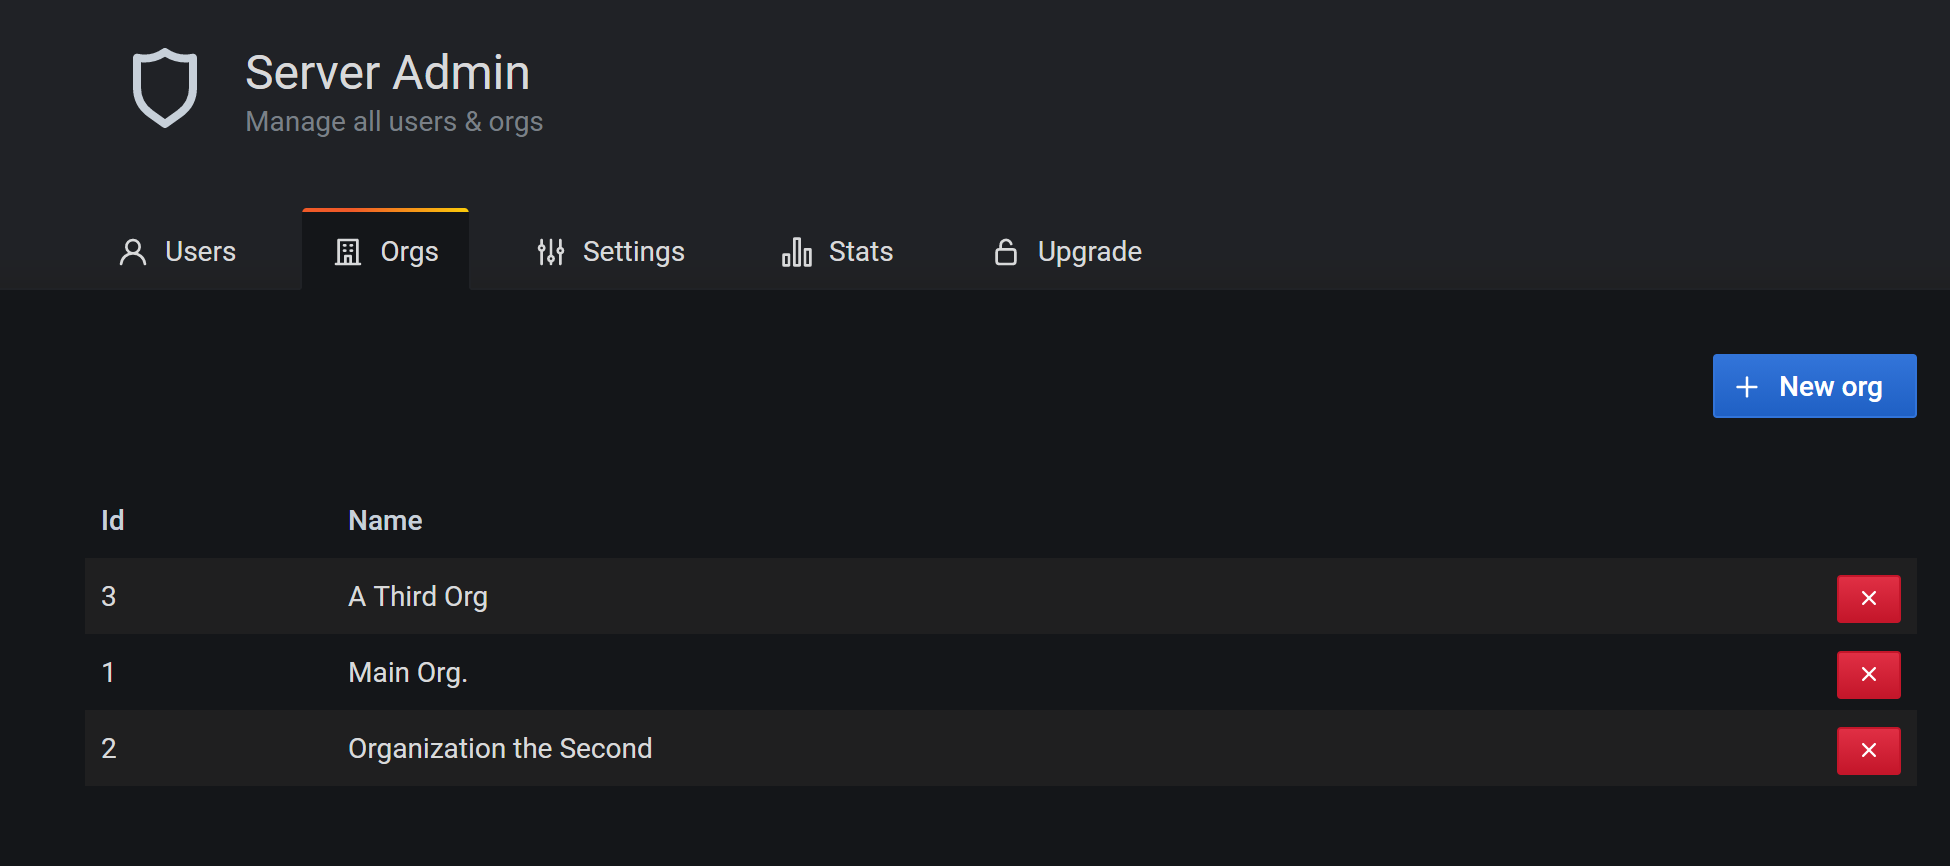 Server Admin
Manage all users & orgs
Users Orgs Settings Stats Upgrade
New org
Id Name
3 A Third Org
1 Main Org.
2 Organization the Second